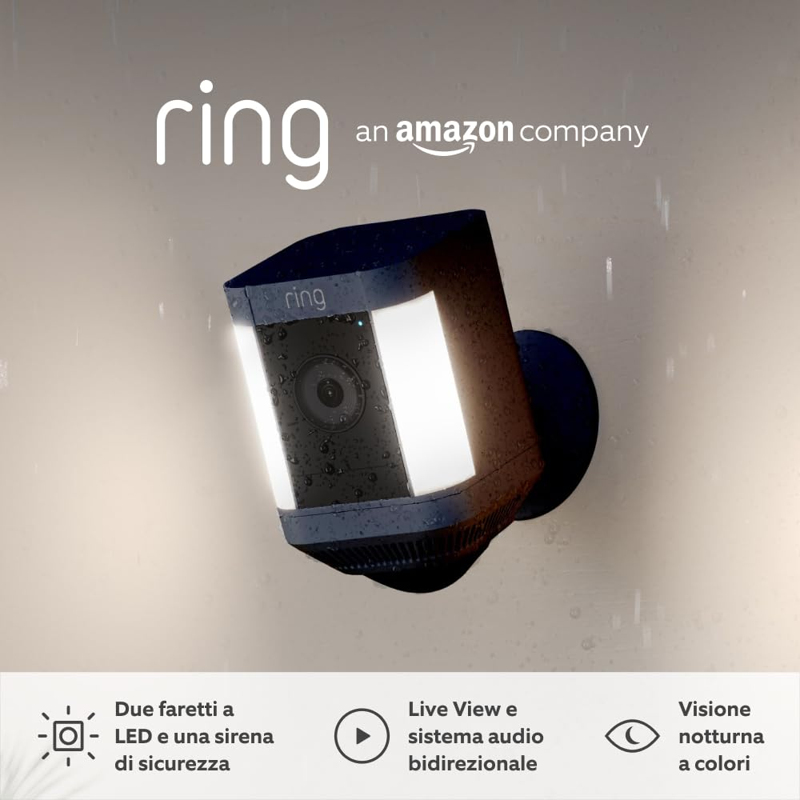 ring an amazon company
ring
Due faretti a
LED e una sirena
di sicurezza
Live View e
sistema audio
bidirezionale
Visione
notturna
a colori